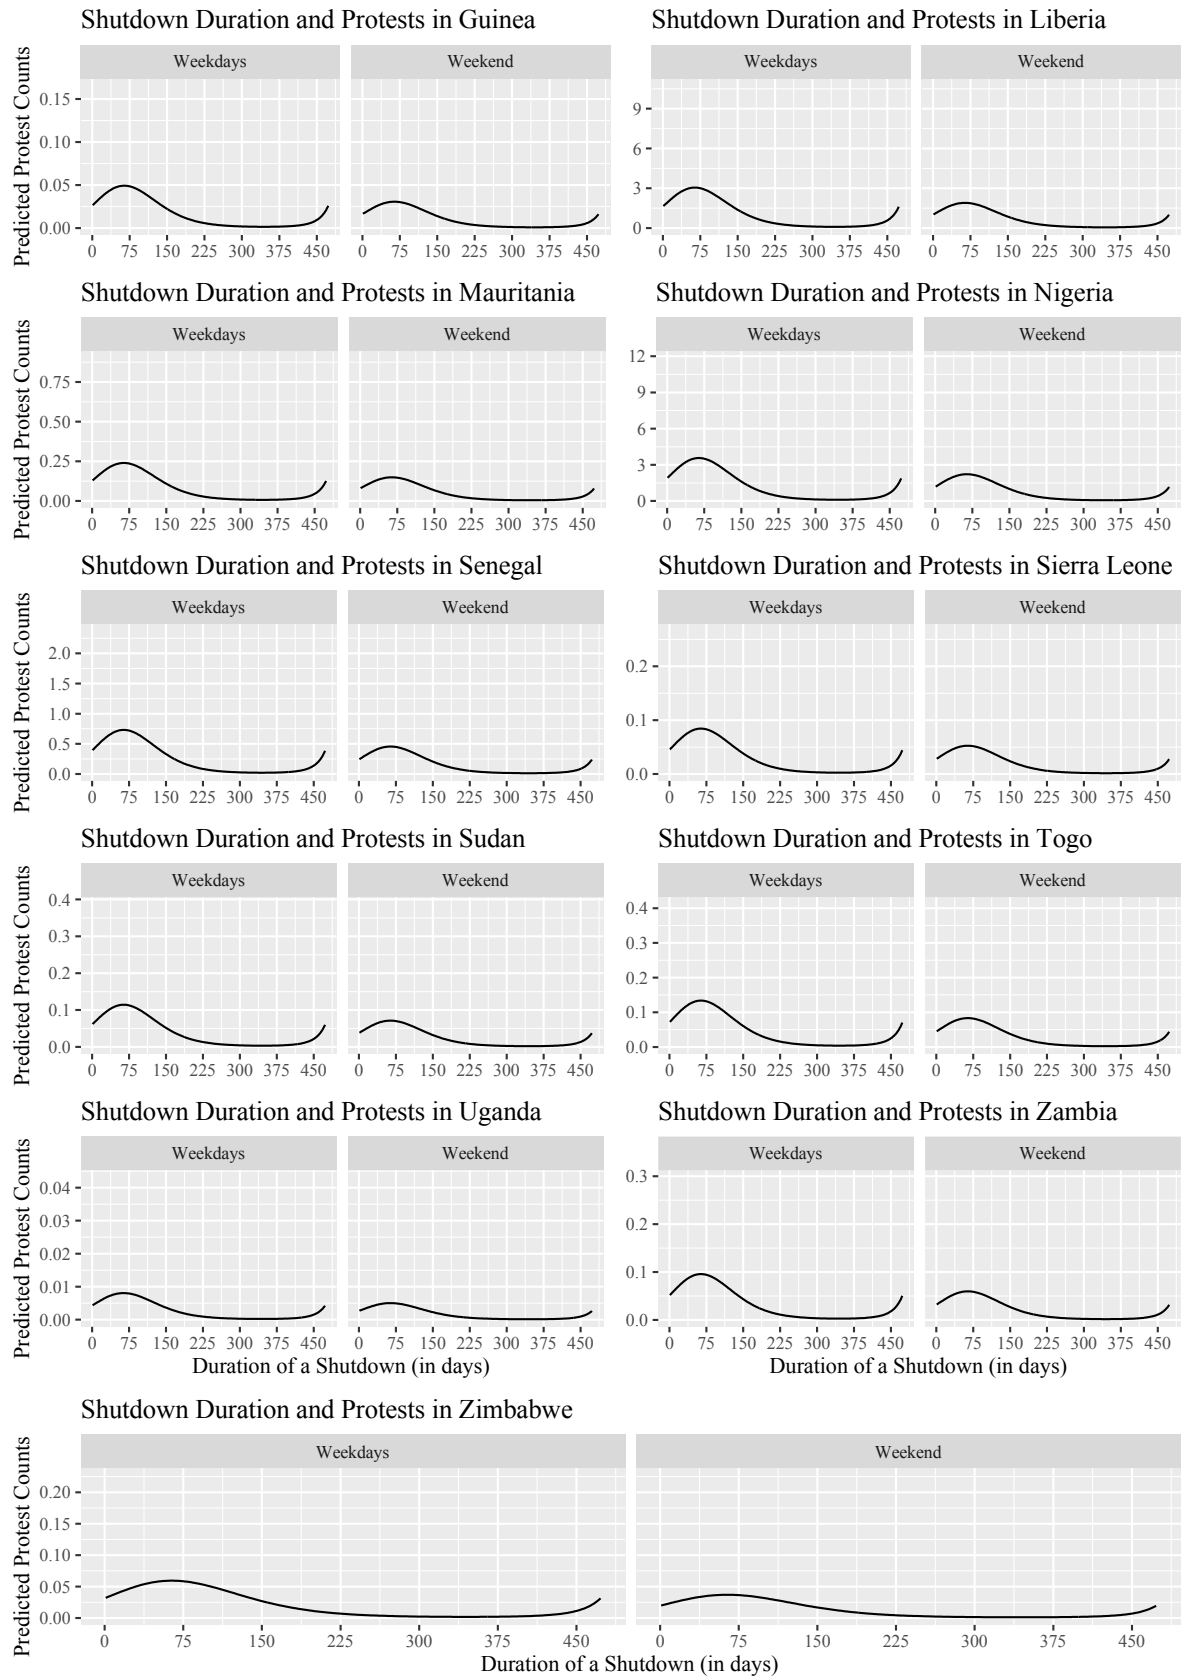 Shutdown Duration and Protests in Guinea
Weekdays Weekend
Predicted Protest Counts
0.15
0.10
0.05
0.00
0 75 150 225 300 375 450 0 75 150 225 300 375 450
Shutdown Duration and Protests in Liberia
Weekdays Weekend
9
6
3
0
0 75 150 225 300 375 450 0 75 150 225 300 375 450
Shutdown Duration and Protests in Mauritania
Weekdays Weekend
Predicted Protest Counts
0.75
0.50
0.25
0.00
0 75 150 225 300 375 450 0 75 150 225 300 375 450
Shutdown Duration and Protests in Nigeria
Weekdays Weekend
12
9
6
3
0
0 75 150 225 300 375 450 0 75 150 225 300 375 450
Shutdown Duration and Protests in Senegal
Weekdays Weekend
Predicted Protest Counts
2.0
1.5
1.0
0.5
0.0
0 75 150 225 300 375 450 0 75 150 225 300 375 450
Shutdown Duration and Protests in Sierra Leone
Weekdays Weekend
0.2
0.1
0.0
0 75 150 225 300 375 450 0 75 150 225 300 375 450
Shutdown Duration and Protests in Sudan
Weekdays Weekend
Predicted Protest Counts
0.4
0.3
0.2
0.1
0.0
0 75 150 225 300 375 450 0 75 150 225 300 375 450
Shutdown Duration and Protests in Togo
Weekdays Weekend
0.4
0.3
0.2
0.1
0.0
0 75 150 225 300 375 450 0 75 150 225 300 375 450
Shutdown Duration and Protests in Uganda
Weekdays Weekend
Predicted Protest Counts
0.04
0.03
0.02
0.01
0.00
0 75 150 225 300 375 450 0 75 150 225 300 375 450
Duration of a Shutdown (in days)
Shutdown Duration and Protests in Zambia
Weekdays Weekend
0.3
0.2
0.1
0.0
0 75 150 225 300 375 450 0 75 150 225 300 375 450
Duration of a Shutdown (in days)
Shutdown Duration and Protests in Zimbabwe
Weekdays Weekend
Predicted Protest Counts
0.20
0.15
0.10
0.05
0.00
0 75 150 225 300 375 450 0 75 150 225 300 375 450
Duration of a Shutdown (in days)